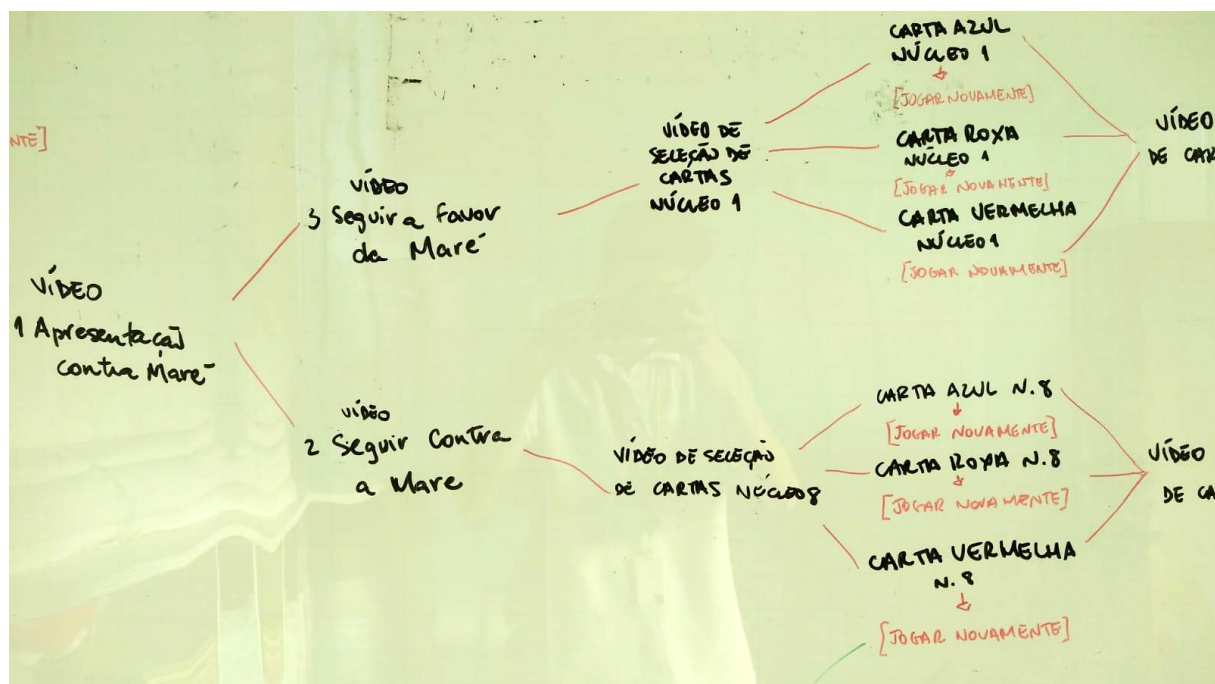 NTE]
VÍDEO
1 Apresentação
contra Maré
VÍDEO
3 Seguir a favor
da Maré
VÍDEO
2 Seguir Contra
a Mare
VÍDEO DE
SELEÇÃO DE
CARTAS
NÚCLEO 1
CARTA AZUL
NÚCLEO 1
[JOGAR NOVAMENTE]
CARTA ROXA
NÚCLEO 1
[JOGAR NOVAMENTE]
CARTA VERMELHA
NÚCLEO 1
[JOGAR NOVAMENTE]
VÍDEO
DE CAR
VÍDEO DE SELEÇÃO
DE CARTAS NÚCLEO 8
CARTA AZUL N.8
[JOGAR NOVAMENTE]
CARTA ROXA N.8
[JOGAR NOVAMENTE]
CARTA VERMELHA
N.8
[JOGAR NOVAMENTE]
VÍDEO
DE CA